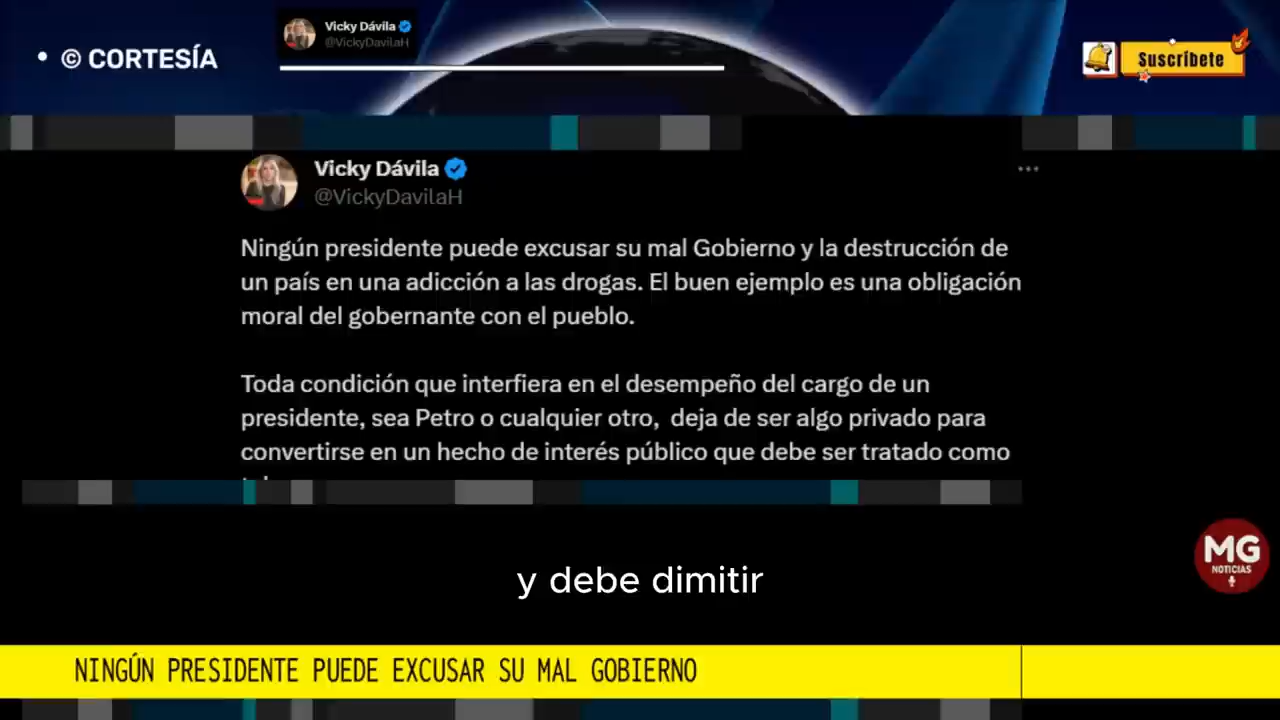 • © CORTESÍA
Vicky Dávila
@VickyDavilaH
Suscríbete
Vicky Dávila
@VickyDavilaH
Ningún presidente puede excusar su mal Gobierno y la destrucción de
un país en una adicción a las drogas. El buen ejemplo es una obligación
moral del gobernante con el pueblo.
Toda condición que interfiera en el desempeño del cargo de un
presidente, sea Petro o cualquier otro, deja de ser algo privado para
convertirse en un hecho de interés público que debe ser tratado como
y debe dimitir
MG
NOTICIAS
NINGÚN PRESIDENTE PUEDE EXCUSAR SU MAL GOBIERNO